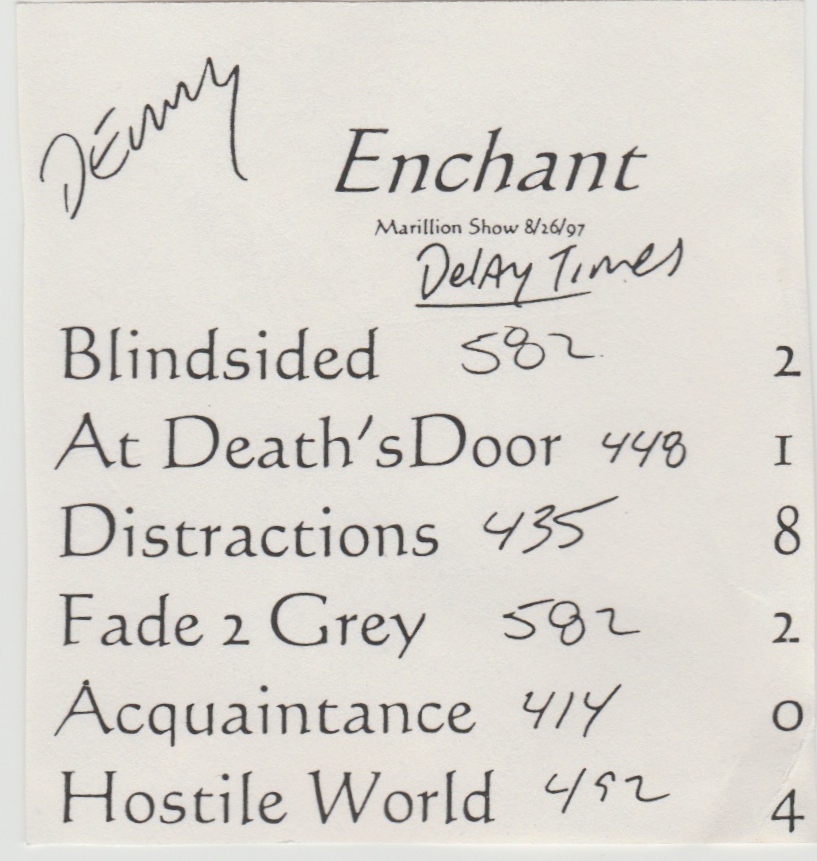 DENNY
Enchant
Marillion Show 8/26/97
Delay Times
Blindsided 582 2
At Death'sDoor 448 1
Distractions 435 8
Fade 2 Grey 582 2
Acquaintance 414 0
Hostile World 492 4